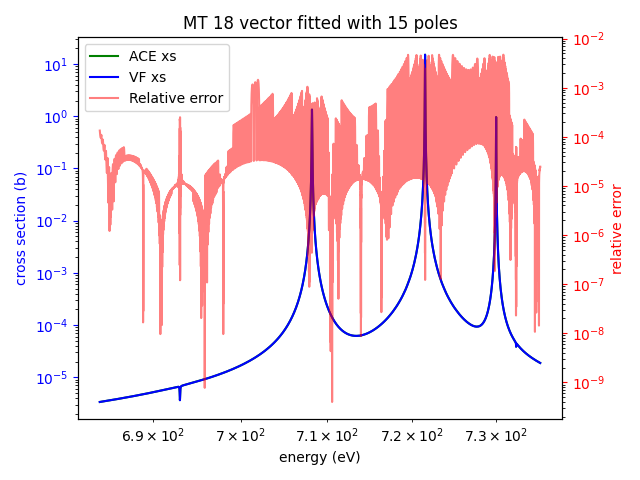 MT 18 vector fitted with 15 poles
ACE xs
VF xs
Relative error
cross section (b)
10¹
10⁰
10⁻¹
10⁻²
10⁻³
10⁻⁴
10⁻⁵
10⁻²
10⁻³
10⁻⁴
10⁻⁵
10⁻⁶
10⁻⁷
10⁻⁸
10⁻⁹
relative error
6.9 × 10² 7 × 10² 7.1 × 10² 7.2 × 10² 7.3 × 10²
energy (eV)